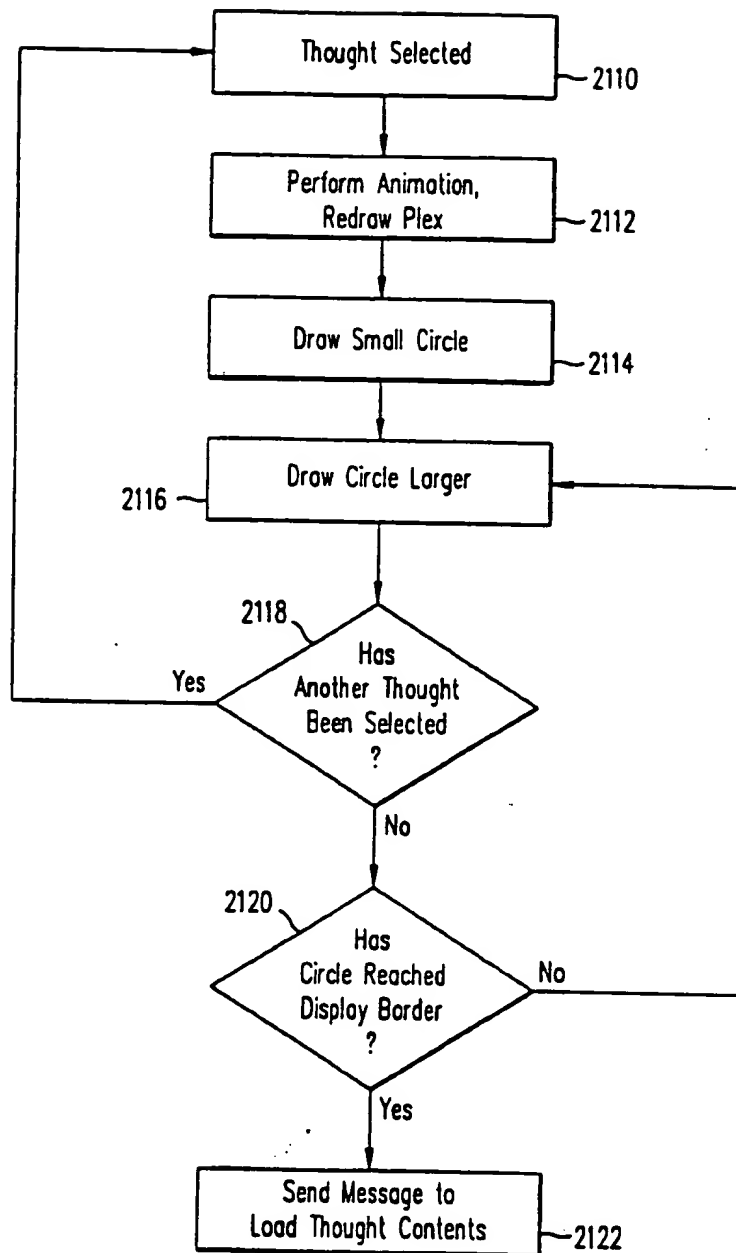 Thought Selected
2110
Perform Animation,
Redraw Plex
2112
Draw Small Circle
2114
Draw Circle Larger
2116
2118
Has
Another Thought
Been Selected
?
Yes
No
2120
Has
Circle Reached
Display Border
?
No
Yes
Send Message to
Load Thought Contents
2122